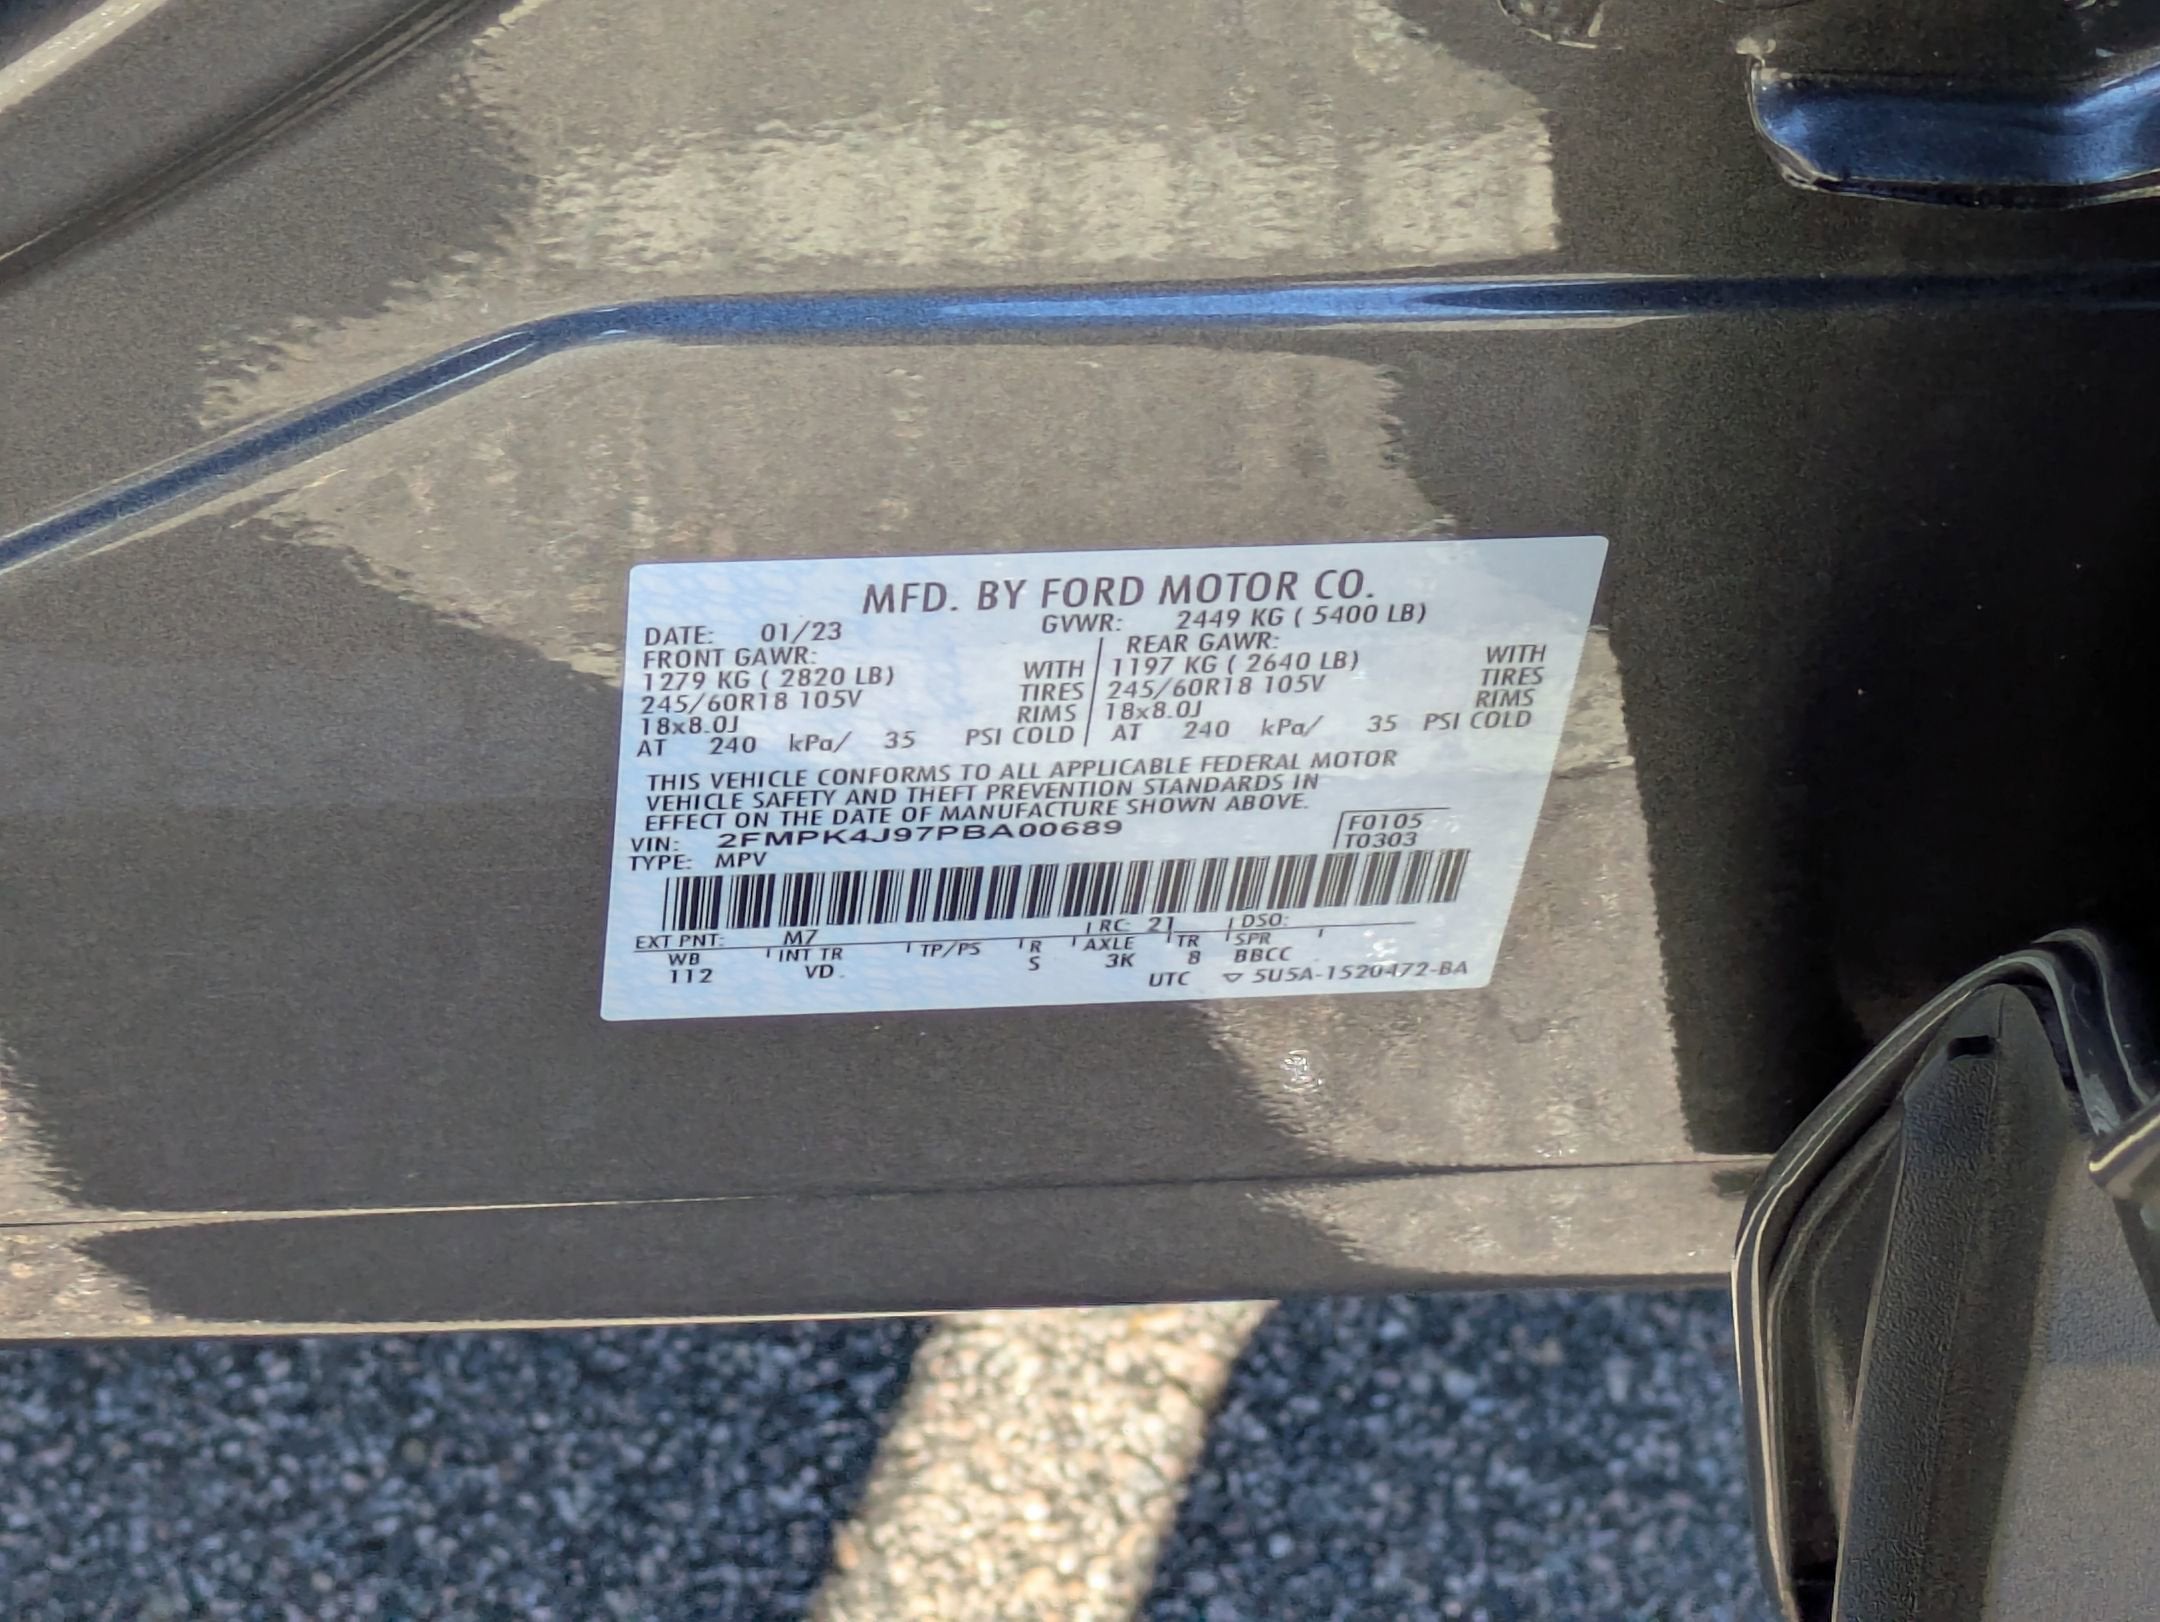 MFD. BY FORD MOTOR CO.
DATE: 01/23 GVWR: 2449 KG ( 5400 LB)
FRONT GAWR: REAR GAWR:
1279 KG ( 2820 LB) WITH 1197 KG ( 2640 LB) WITH
245/60R18 105V TIRES 245/60R18 105V TIRES
18x8.0J RIMS 18x8.0J RIMS
AT 240 kPa/ 35 PSI COLD AT 240 kPa/ 35 PSI COLD
THIS VEHICLE CONFORMS TO ALL APPLICABLE FEDERAL MOTOR
VEHICLE SAFETY AND THEFT PREVENTION STANDARDS IN
EFFECT ON THE DATE OF MANUFACTURE SHOWN ABOVE.
VIN: 2FMPK4J97PBA00689 F0105
TYPE: MPV T0303
EXT PNT: M7 RC: 21 DSO:
WB INT TR TP/PS R AXLE TR SPR
112 VD S 3K 8 BBCC
UTC ▽ 5U5A-1520472-BA